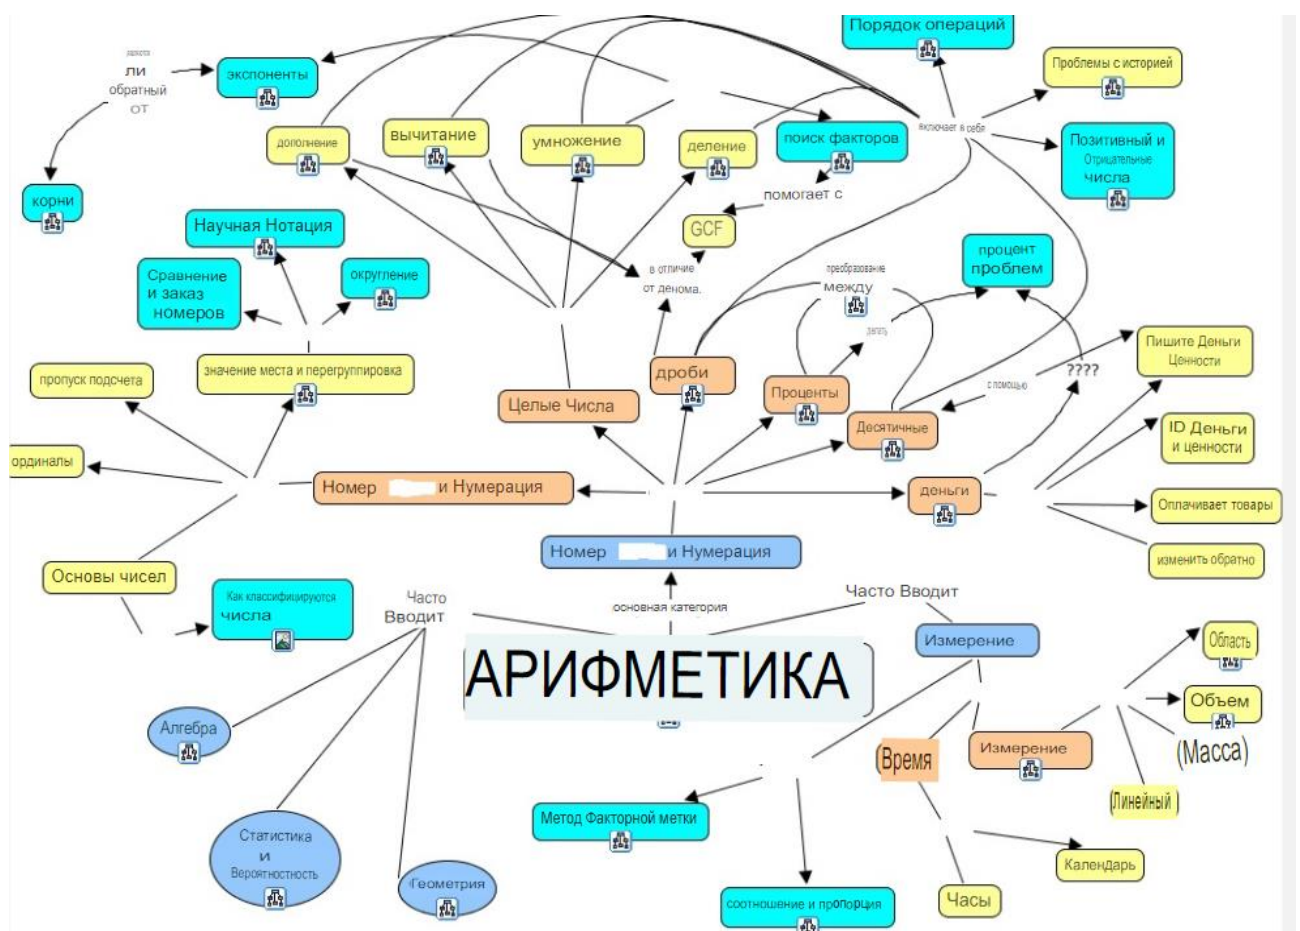 Порядок операций
Проблемы с историей
ли
обратный
от
экспоненты
дополнение
вычитание
умножение
деление
поиск факторов
включает в себя
Позитивный и
Отрицательные
числа
помогает с
корни
Научная Нотация
GCF
Сравнение
и заказ
номеров
округление
в отличие
от денома.
преобразование
между
процент
проблем
делать
пропуск подсчета
значение места и перегруппировка
дроби
Целые Числа
Проценты
Десятичные
с помощью
????
Пишите Деньги
Ценности
ID Деньги
и ценности
ординалы
Номер и Нумерация
деньги
Оплачивает товары
Номер и Нумерация
изменить обратно
Основы чисел
Как классифицируются
числа
Часто
Вводит
основная категория
Часто Вводит
АРИФМЕТИКА
Измерение
Область
Объем
(Масса)
Алгебра
(Время
Измерение
(Линейный)
Метод Факторной метки
Статистика
и
Вероятностность
Геометрия
соотношение и пропорция
Часы
Календарь